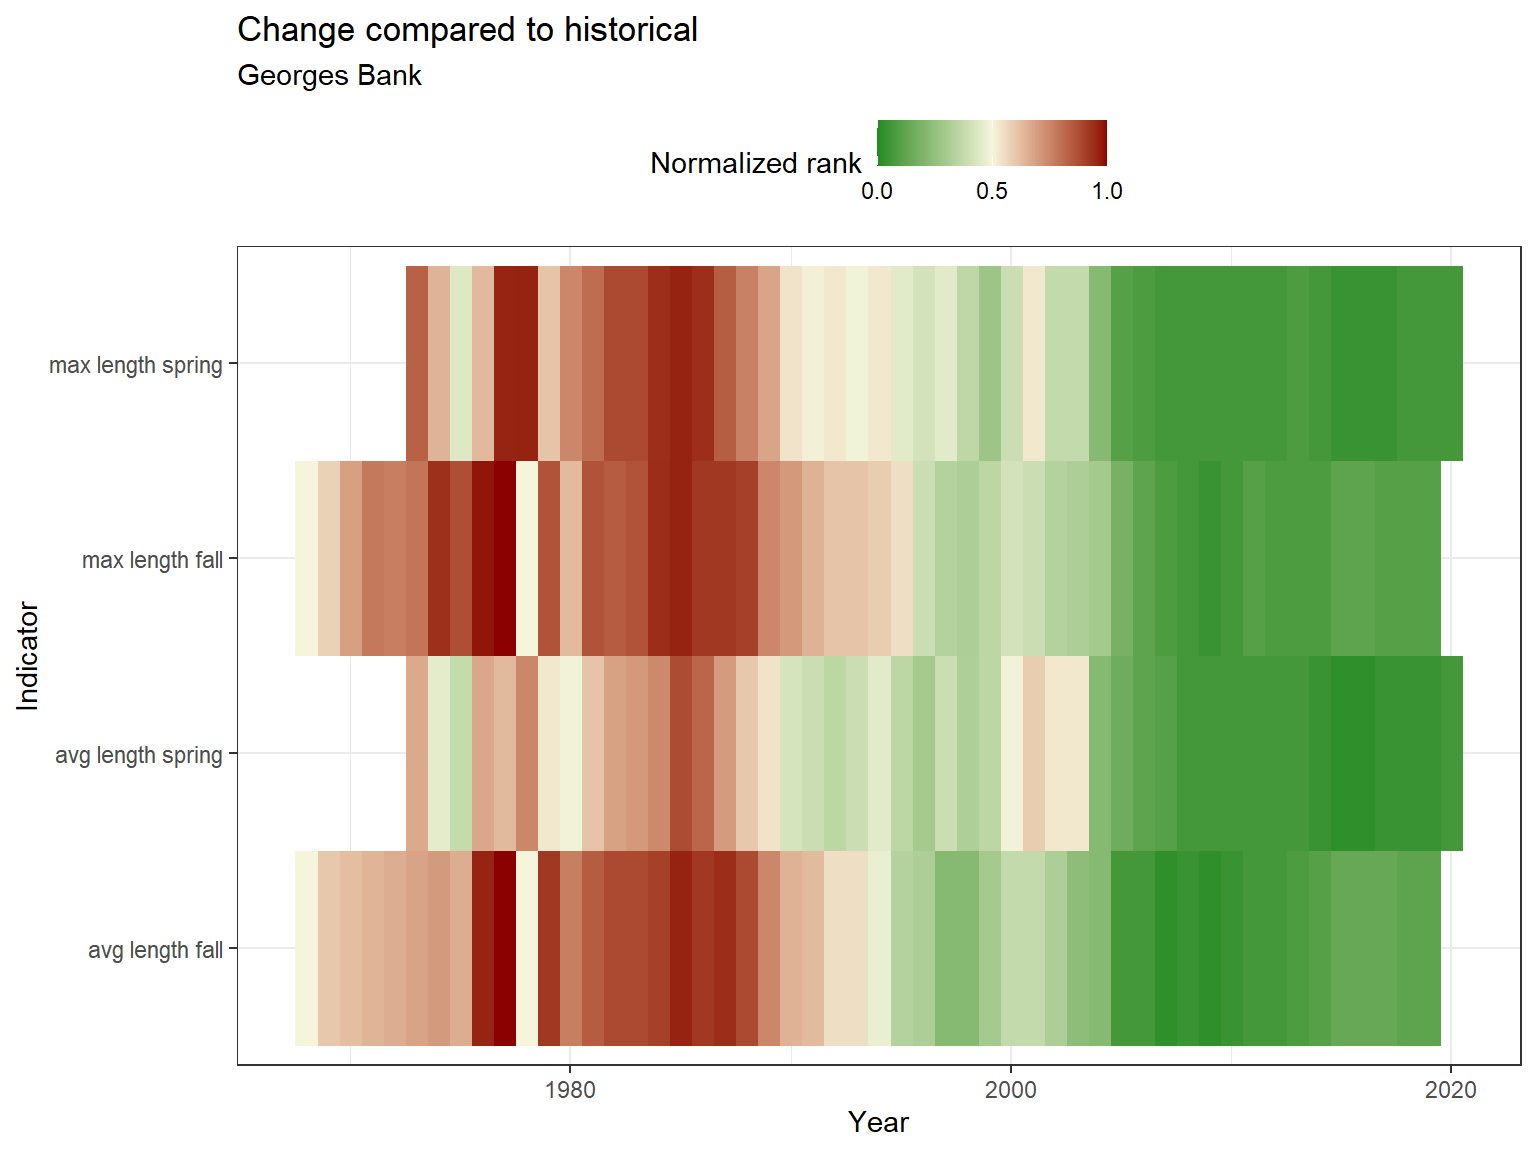 Change compared to historical
Georges Bank
Normalized rank
0.0 0.5 1.0
max length spring
max length fall
avg length spring
avg length fall
Indicator
1980 2000 2020
Year